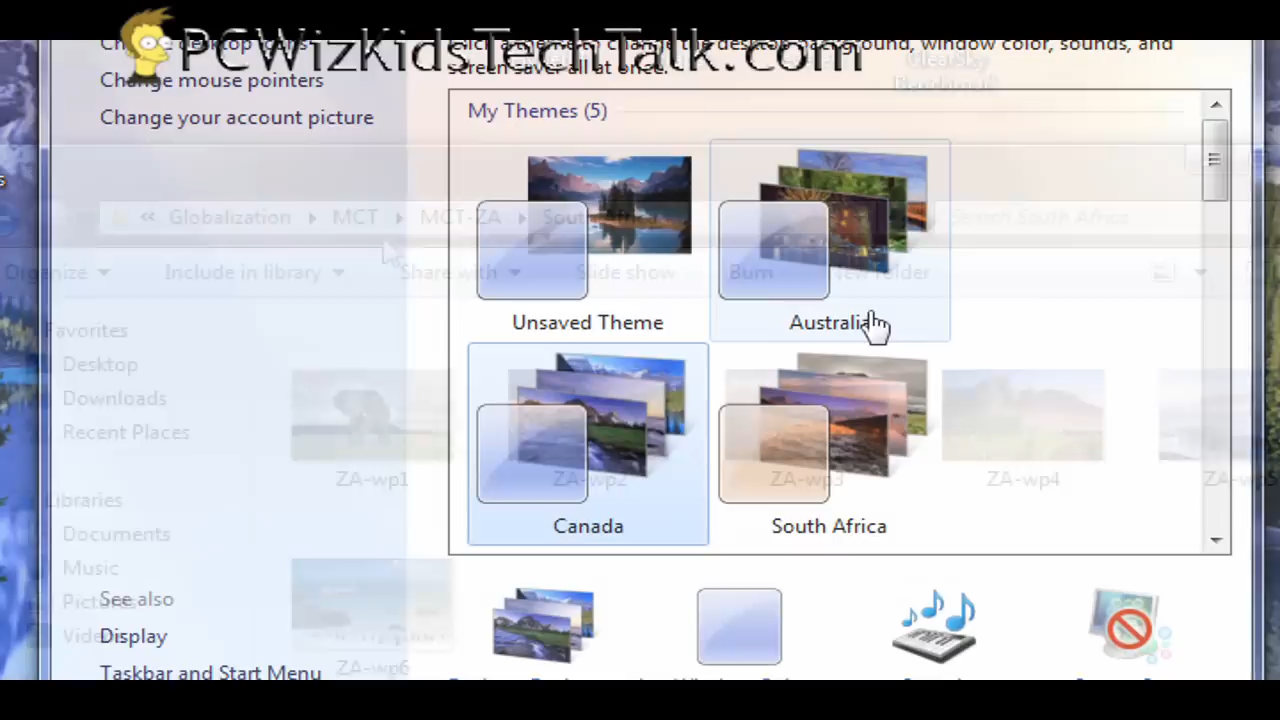 PCWizKidsTechTalk.com
Change desktop icons
Click a theme to change the desktop background, window color, sounds, and
screen saver all at once.
ClearSky
Benchmark
Change mouse pointers
Change your account picture
My Themes (5)
« Globalization MCT MCT-ZA South Africa
Search South Africa
Organize Include in library Share with Slide show Burn New folder
Unsaved Theme
Australia
Favorites
Desktop
Downloads
Recent Places
ZA-wp1 ZA-wp2 ZA-wp3 ZA-wp4 ZA-wp5
Canada
South Africa
Libraries
Documents
Music
Pictures
Videos
See also
Display
Taskbar and Start Menu
ZA-wp6